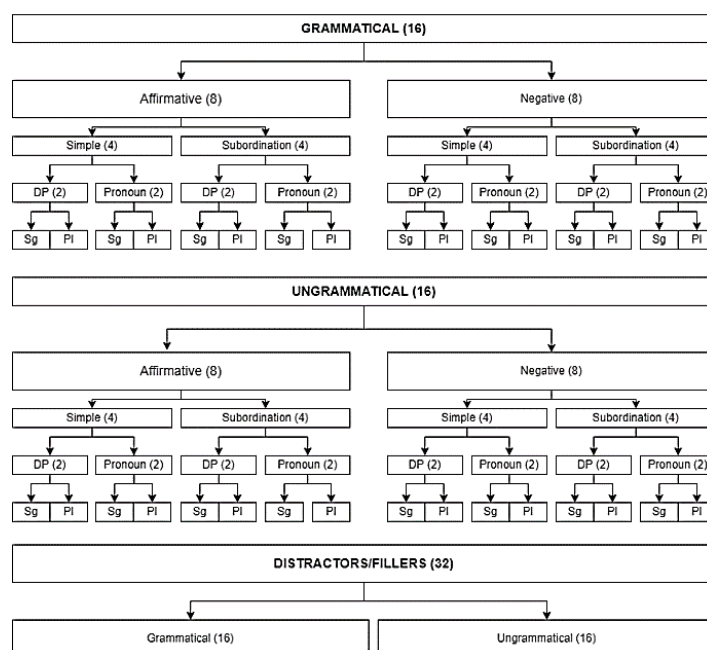 GRAMMATICAL (16)
Affirmative (8) Negative (8)
Simple (4) Subordination (4) Simple (4) Subordination (4)
DP (2) Pronoun (2) DP (2) Pronoun (2) DP (2) Pronoun (2) DP (2) Pronoun (2)
Sg Pl Sg Pl Sg Pl Sg Pl Sg Pl Sg Pl Sg Pl Sg Pl
UNGRAMMATICAL (16)
Affirmative (8) Negative (8)
Simple (4) Subordination (4) Simple (4) Subordination (4)
DP (2) Pronoun (2) DP (2) Pronoun (2) DP (2) Pronoun (2) DP (2) Pronoun (2)
Sg Pl Sg Pl Sg Pl Sg Pl Sg Pl Sg Pl Sg Pl Sg Pl
DISTRACTORS/FILLERS (32)
Grammatical (16) Ungrammatical (16)